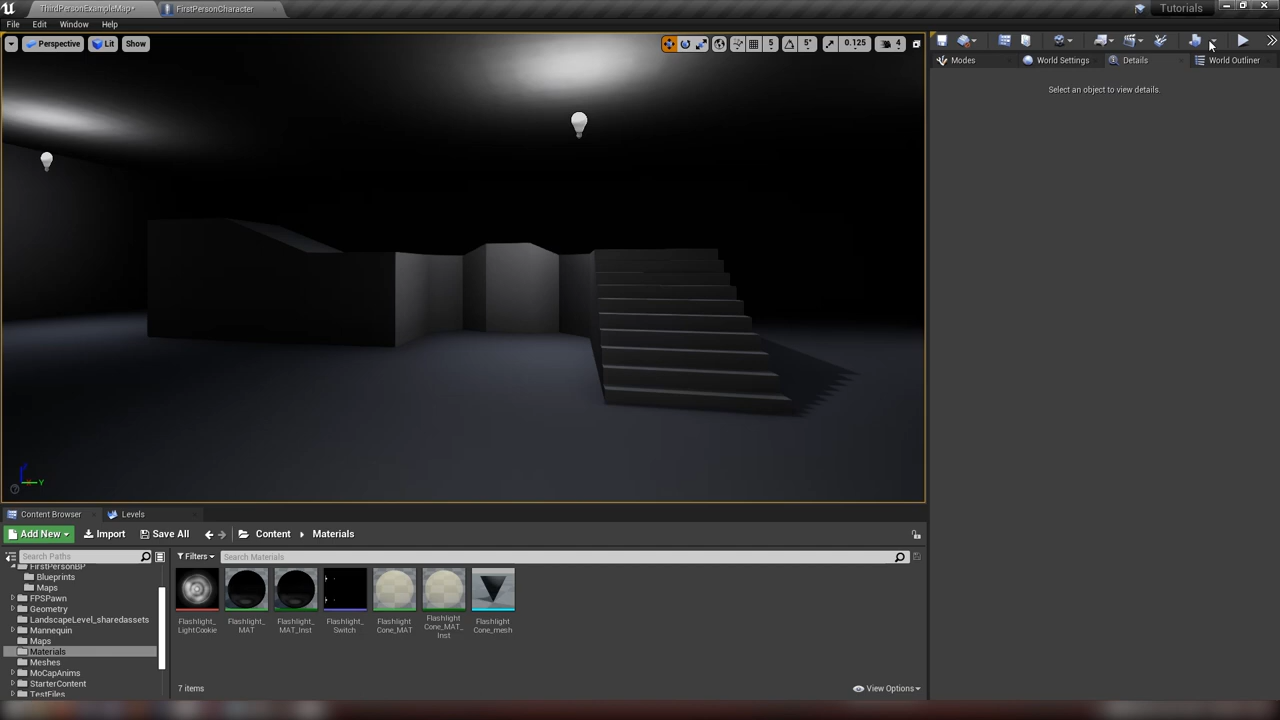 ThirdPersonExampleMap*
FirstPersonCharacter
Tutorials
File Edit Window Help
Perspective Lit Show
5 5° 0.125 4
Modes World Settings Details World Outliner
Select an object to view details.
Y
Content Browser Levels
Add New Import Save All Content Materials
Search Paths Filters Search Materials
FirstPersonBP
Blueprints
Maps
FPSPawn
Geometry
LandscapeLevel_sharedassets
Mannequin
Maps
Materials
Meshes
MoCapAnims
StarterContent
TestFiles
Flashlight_
LightCookie
Flashlight_
MAT
Flashlight_
MAT_Inst
Flashlight_
Switch
Flashlight
Cone_MAT
Flashlight
Cone_MAT_
Inst
Flashlight
Cone_mesh
7 items View Options